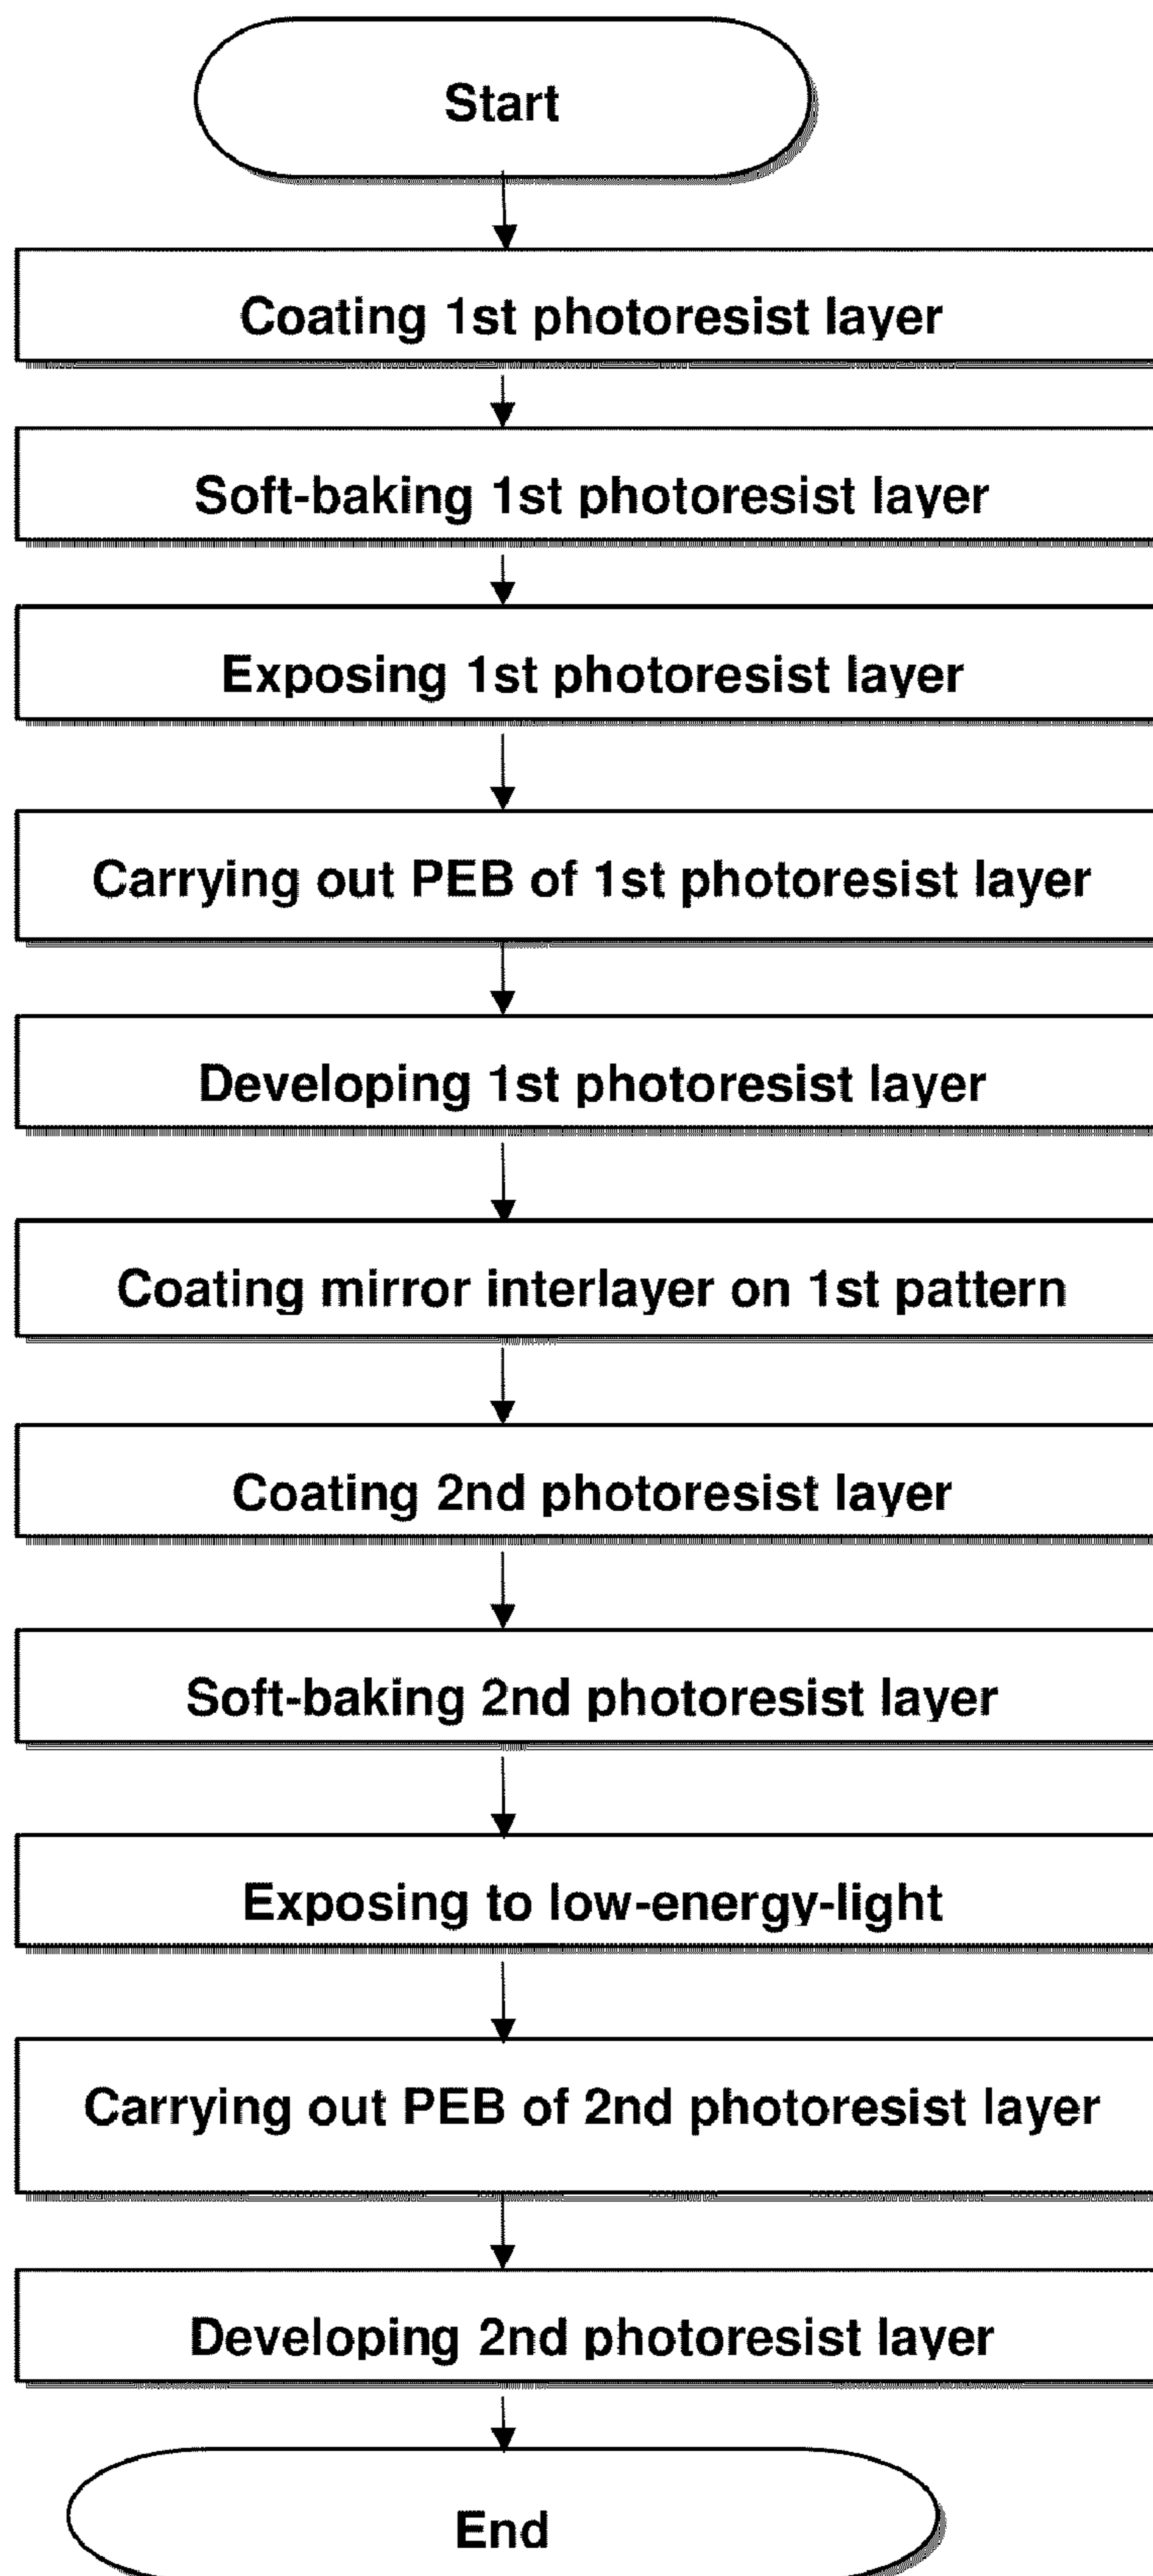 Start
Coating 1st photoresist layer
Soft-baking 1st photoresist layer
Exposing 1st photoresist layer
Carrying out PEB of 1st photoresist layer
Developing 1st photoresist layer
Coating mirror interlayer on 1st pattern
Coating 2nd photoresist layer
Soft-baking 2nd photoresist layer
Exposing to low-energy-light
Carrying out PEB of 2nd photoresist layer
Developing 2nd photoresist layer
End